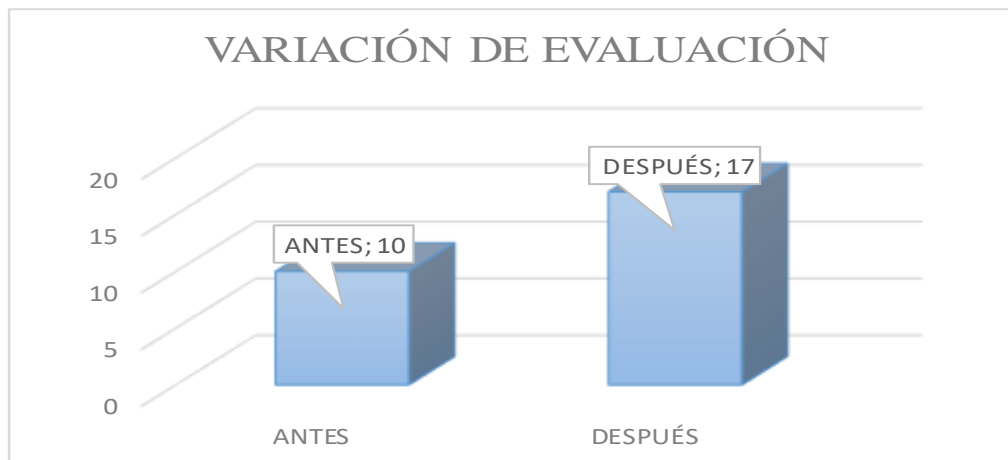 VARIACIÓN DE EVALUACIÓN
20
15
10
5
0
ANTES; 10
DESPUÉS; 17
ANTES
DESPUÉS